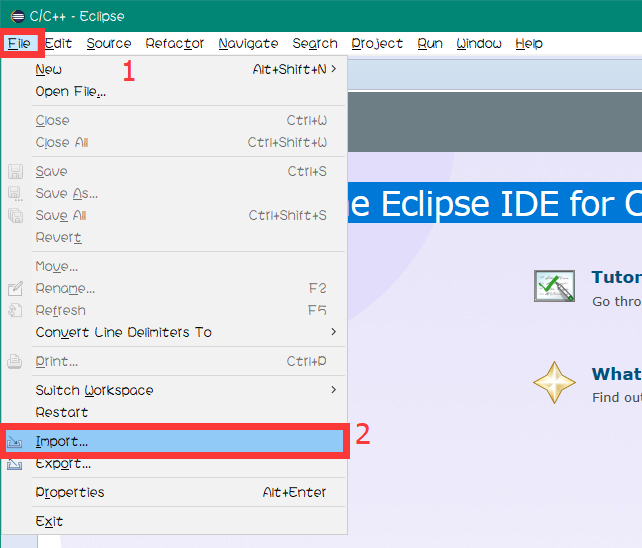 C/C++ - Eclipse
File Edit Source Refactor Navigate Search Project Run Window Help
1
New Alt+Shift+N
Open File...
Close Ctrl+W
Close All Ctrl+Shift+W
Save Ctrl+S
Save As...
Save All Ctrl+Shift+S
Revert
Move...
Rename... F2
Refresh F5
Convert Line Delimiters To
Print... Ctrl+P
Switch Workspace
Restart
Import... 2
Export...
Properties Alt+Enter
Exit
e Eclipse IDE for C
Tutor
Go thro
What
Find out